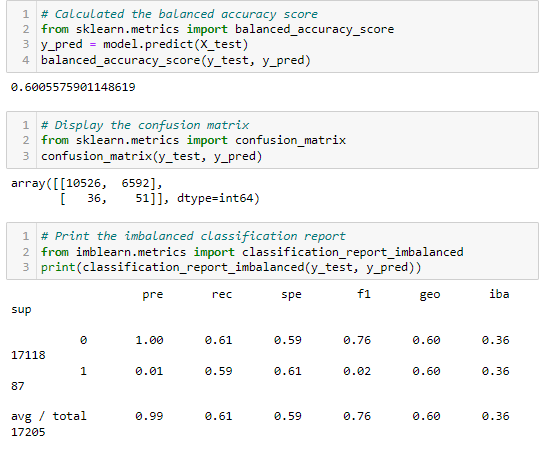 1 # Calculated the balanced accuracy score
2 from sklearn.metrics import balanced_accuracy_score
3 y_pred = model.predict(X_test)
4 balanced_accuracy_score(y_test, y_pred)
0.6005575901148619
1 # Display the confusion matrix
2 from sklearn.metrics import confusion_matrix
3 confusion_matrix(y_test, y_pred)
array([[10526, 6592],
[ 36, 51]], dtype=int64)
1 # Print the imbalanced classification report
2 from imblearn.metrics import classification_report_imbalanced
3 print(classification_report_imbalanced(y_test, y_pred))
pre rec spe f1 geo iba
sup
0 1.00 0.61 0.59 0.76 0.60 0.36
17118
1 0.01 0.59 0.61 0.02 0.60 0.36
87
avg / total 0.99 0.61 0.59 0.76 0.60 0.36
17205